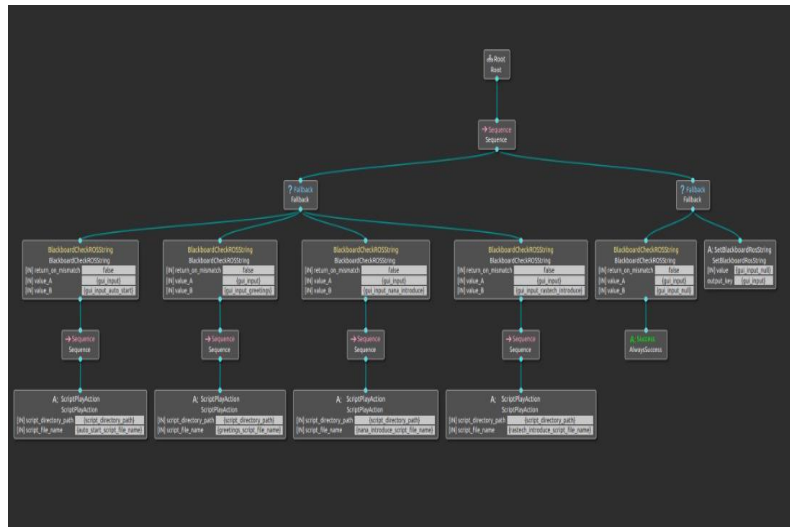 Root
Root
→ Sequence
Sequence
? Fallback
Fallback
? Fallback
Fallback
BlackboardCheckROSString
BlackboardCheckROSString
[IN] return_on_mismatch false
[IN] value_A {gui_input}
[IN] value_B {gui_input_auto_start}
BlackboardCheckROSString
BlackboardCheckROSString
[IN] return_on_mismatch false
[IN] value_A {gui_input}
[IN] value_B {gui_input_greetings}
BlackboardCheckROSString
BlackboardCheckROSString
[IN] return_on_mismatch false
[IN] value_A {gui_input}
[IN] value_B {gui_input_nana_introduce}
BlackboardCheckROSString
BlackboardCheckROSString
[IN] return_on_mismatch false
[IN] value_A {gui_input}
[IN] value_B {gui_input_rastech_introduce}
BlackboardCheckROSString
BlackboardCheckROSString
[IN] return_on_mismatch false
[IN] value_A {gui_input}
[IN] value_B {gui_input_null}
A: SetBlackboardRosString
SetBlackboardRosString
[IN] value {gui_input_null}
output_key {gui_input}
→ Sequence
Sequence
→ Sequence
Sequence
→ Sequence
Sequence
→ Sequence
Sequence
A: Success
AlwaysSuccess
A: ScriptPlayAction
ScriptPlayAction
[IN] script_directory_path {script_directory_path}
[IN] script_file_name {auto_start_script_file_name}
A: ScriptPlayAction
ScriptPlayAction
[IN] script_directory_path {script_directory_path}
[IN] script_file_name {greetings_script_file_name}
A: ScriptPlayAction
ScriptPlayAction
[IN] script_directory_path {script_directory_path}
[IN] script_file_name {nana_introduce_script_file_name}
A: ScriptPlayAction
ScriptPlayAction
[IN] script_directory_path {script_directory_path}
[IN] script_file_name {rastech_introduce_script_file_name}